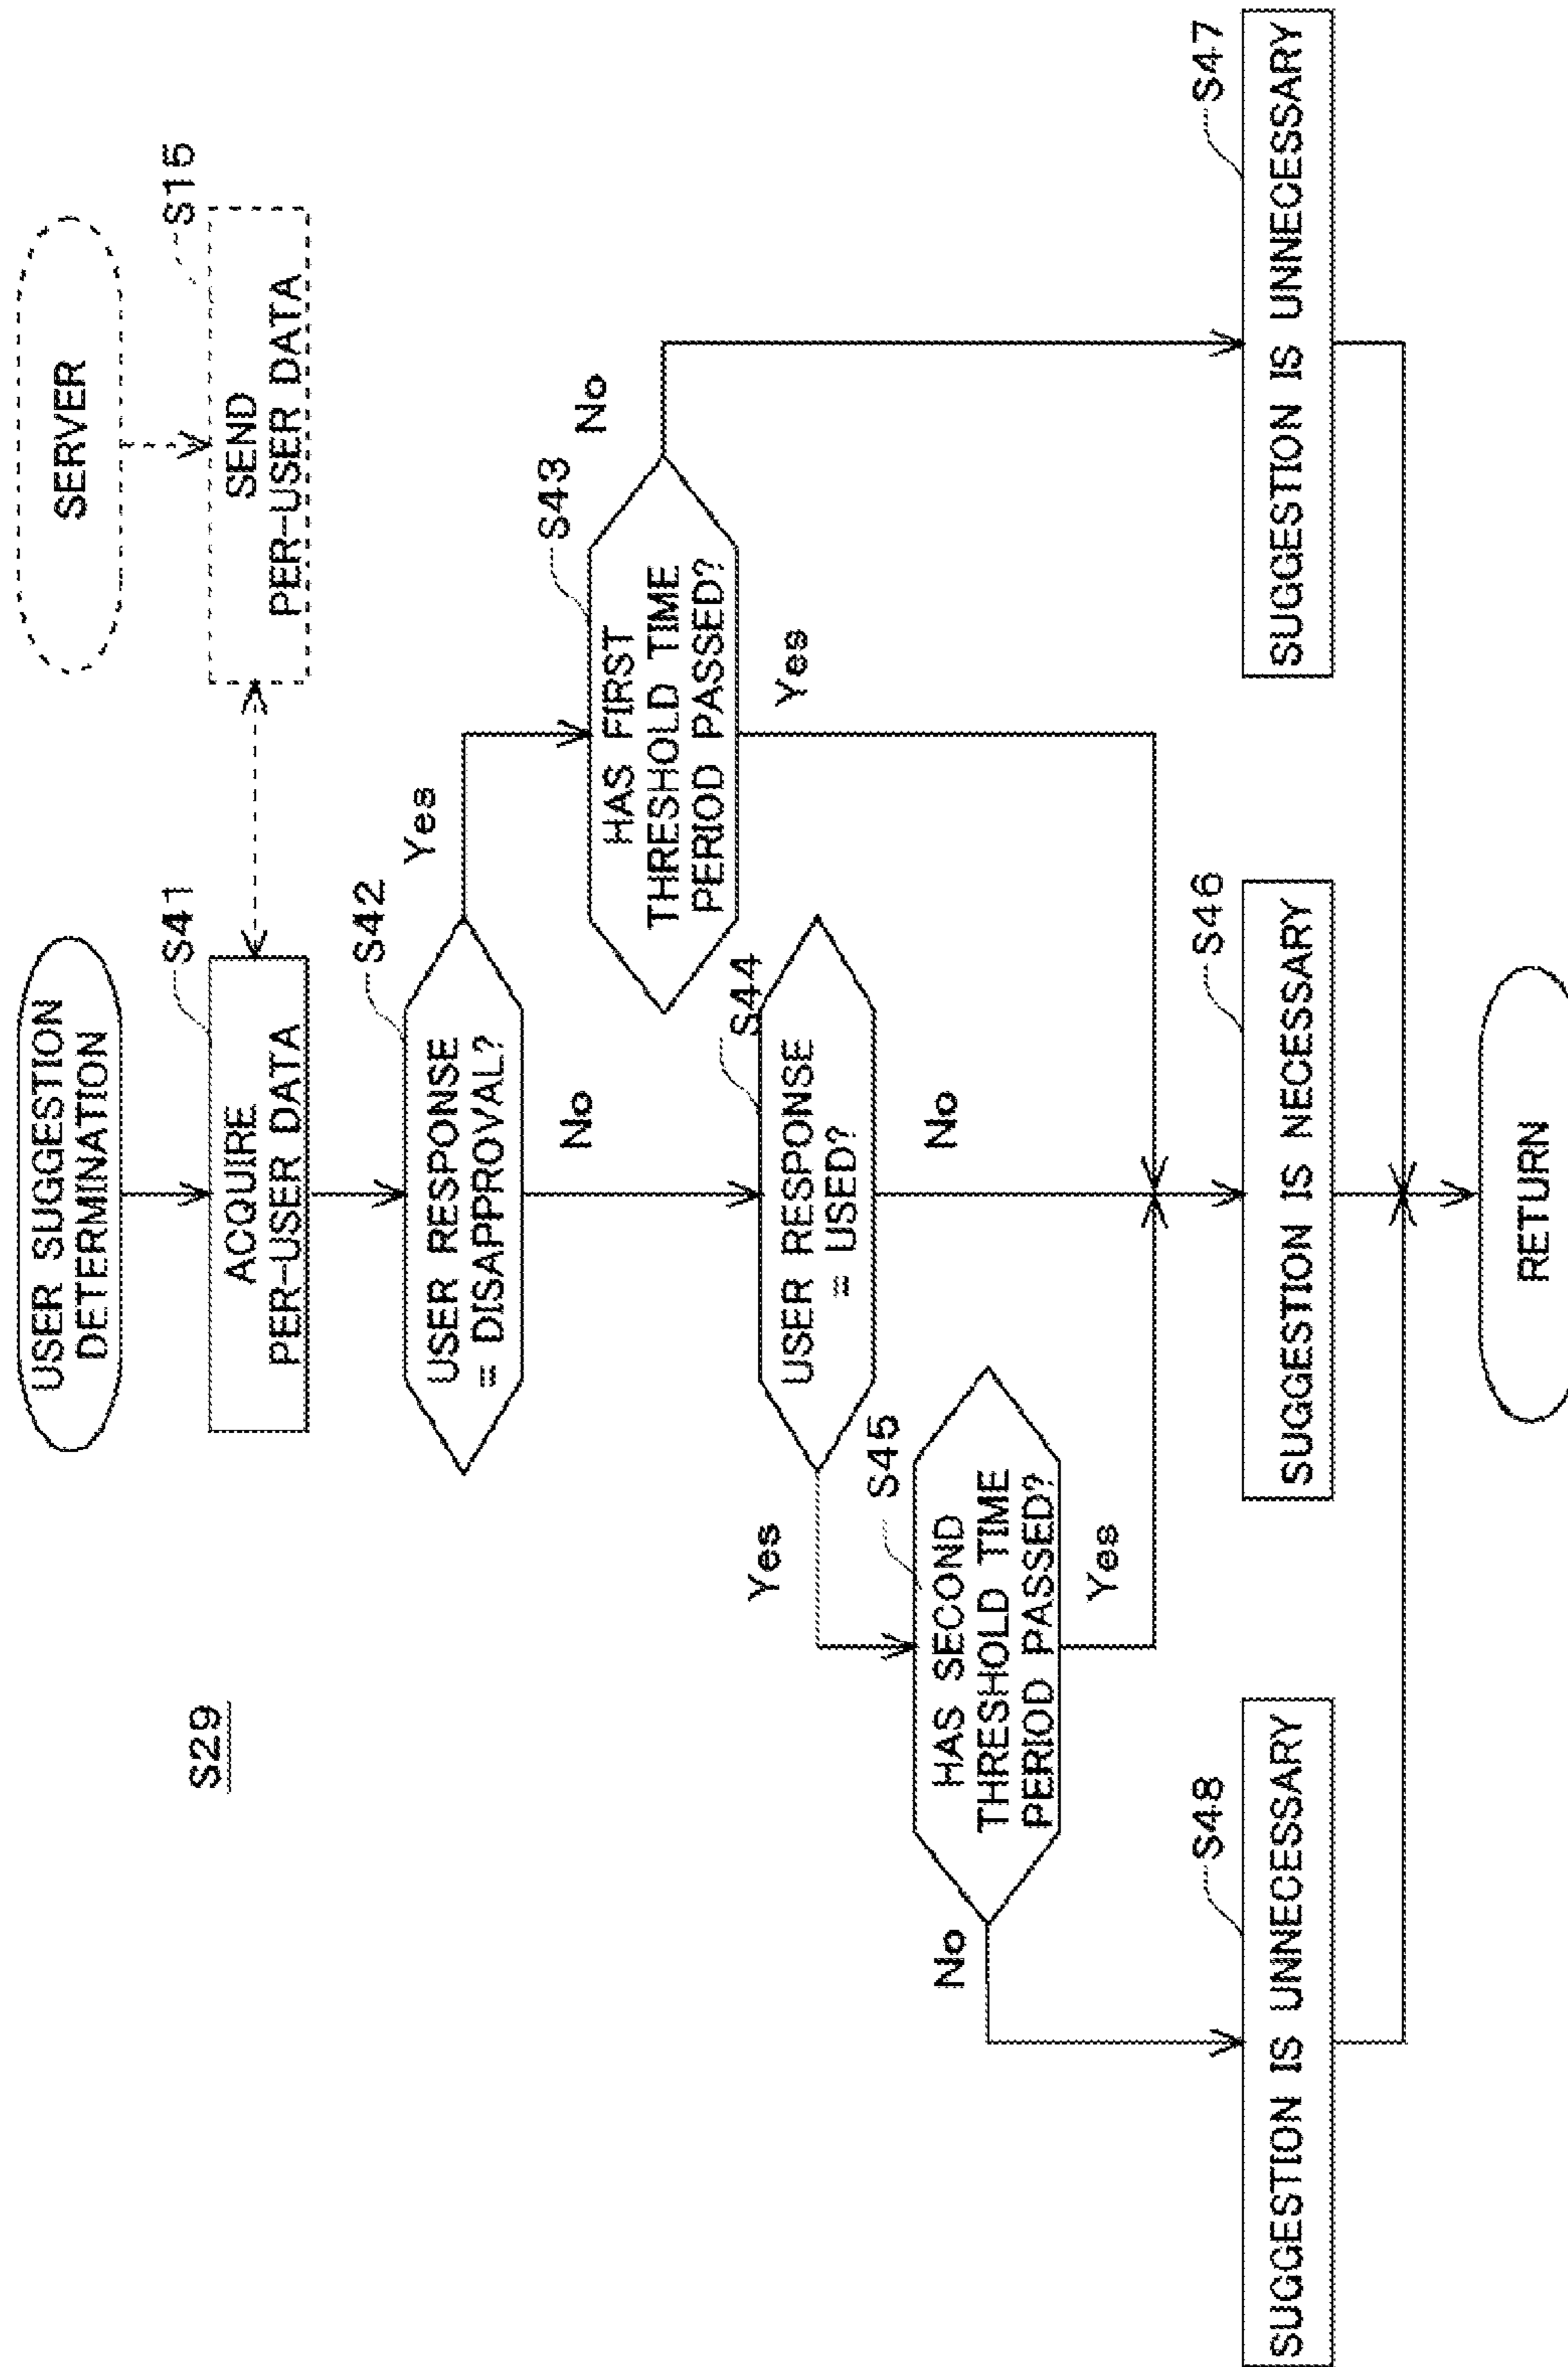 S29
USER SUGGESTION
DETERMINATION
SERVER
S41
ACQUIRE
PER-USER DATA
S15
SEND
PER-USER DATA
S42
USER RESPONSE
= DISAPPROVAL?
Yes
No
S43
HAS FIRST
THRESHOLD TIME
PERIOD PASSED?
No
Yes
S44
USER RESPONSE
= USED?
Yes
No
S45
HAS SECOND
THRESHOLD TIME
PERIOD PASSED?
No
Yes
S48
SUGGESTION IS UNNECESSARY
S46
SUGGESTION IS NECESSARY
S47
SUGGESTION IS UNNECESSARY
RETURN